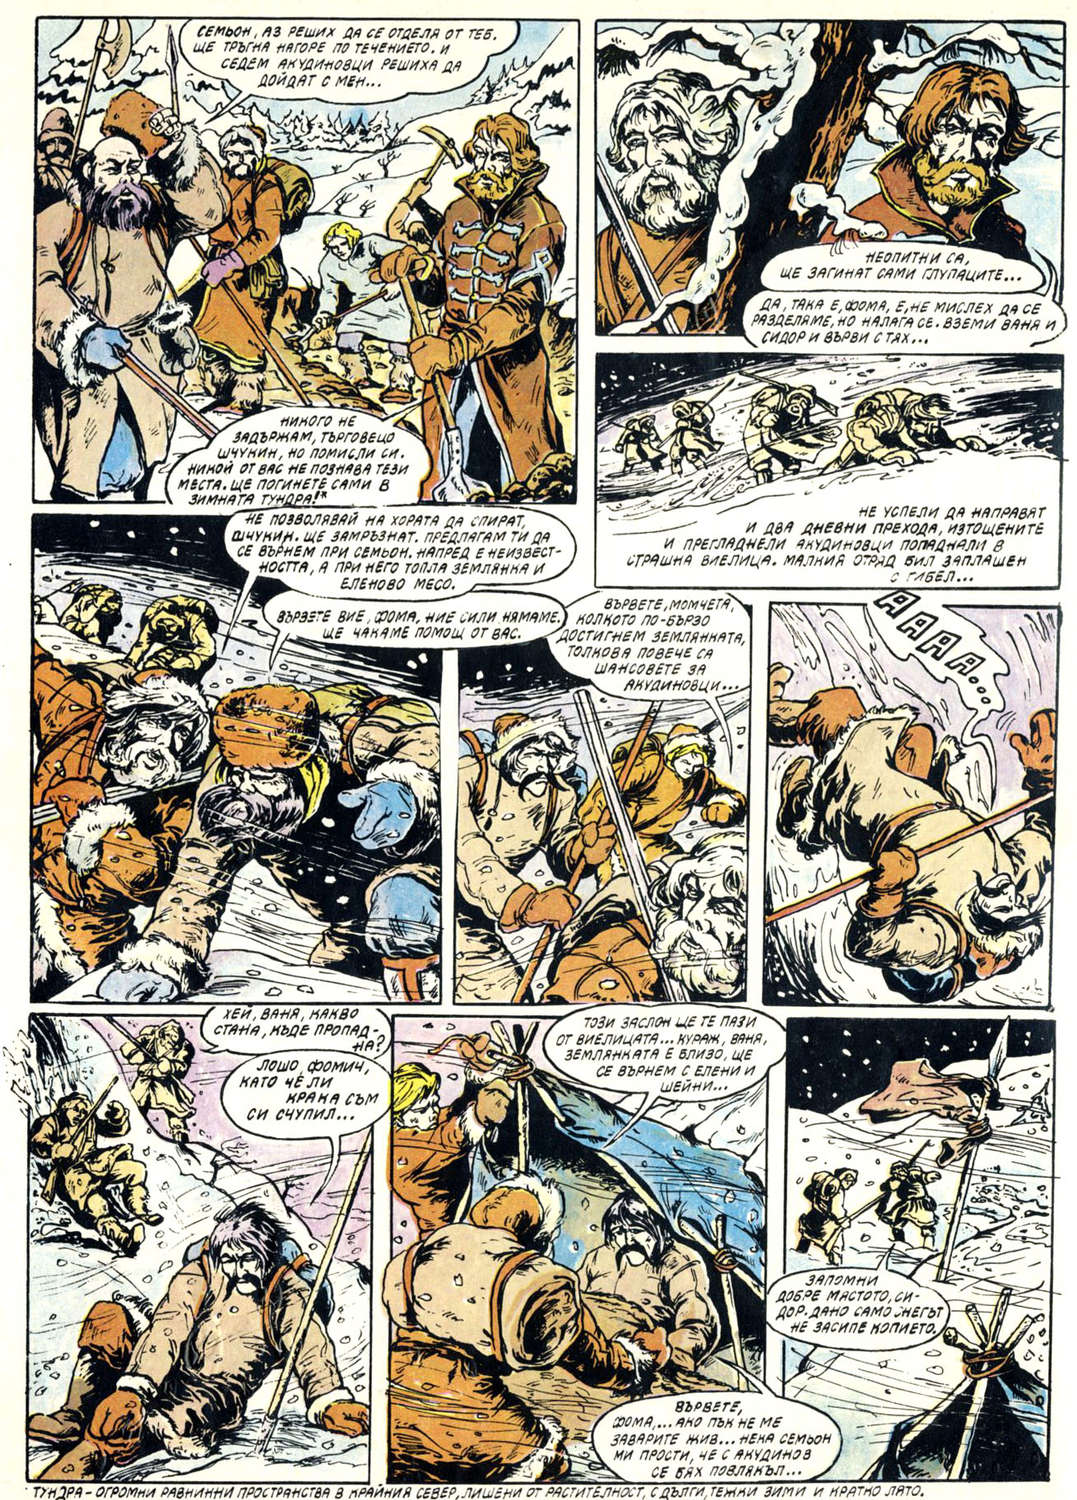 СЕМЬОН, АЗ РЕШИХ ДА СЕ ОТДЕЛЯ ОТ ТЕБ.
ЩЕ ТРЪГНА НАГОРЕ ПО ТЕЧЕНИЕТО. И
СЕДЕМ АКУДИНОВЦИ РЕШИХА ДА
ДОЙДАТ С МЕН...
НИКОГО НЕ
ЗАДЪРЖАМ, ТЪРГОВЕЦО
ШЧУКИН, НО ПОМИСЛИ СИ.
НИКОЙ ОТ ВАС НЕ ПОЗНАВА ТЕЗИ
МЕСТА. ЩЕ ПОГИНЕТЕ САМИ В
ЗИМНАТА ТУНДРА!*
НЕОПИТНИ СА,
ЩЕ ЗАГИНАТ САМИ ГЛУПАЦИТЕ...
ДА, ТАКА Е, ФОМА, Е, НЕ МИСЛЕХ ДА СЕ
РАЗДЕЛЯМЕ, НО НАЛАГА СЕ. ВЗЕМИ ВАНЯ И
СИДОР И ВЪРВИ С ТЯХ...
НЕ УСПЕЛИ ДА НАПРАВЯТ
И ДВА ДНЕВНИ ПРЕХОДА, ИЗТОЩЕНИТЕ
И ПРЕГЛАДНЕЛИ АКУДИНОВЦИ ПОПАДНАЛИ В
СТРАШНА ВИЕЛИЦА. МАЛКИЯ ОТРЯД БИЛ ЗАПЛАШЕН
С ГИБЕЛ...
НЕ ПОЗВОЛЯВАЙ НА ХОРАТА ДА СПИРАТ,
ШЧУКИН. ЩЕ ЗАМРЪЗНАТ. ПРЕДЛАГАМ ТИ ДА
СЕ ВЪРНЕМ ПРИ СЕМЬОН. НАПРЕД Е НЕИЗВЕСТ-
НОСТТА, А ПРИ НЕГО ТОПЛА ЗЕМЛЯНКА И
ЕЛЕНОВО МЕСО.
ВЪРВЕТЕ ВИЕ, ФОМА, НИЕ СИЛИ НЯМАМЕ.
ЩЕ ЧАКАМЕ ПОМОЩ ОТ ВАС.
ВЪРВЕТЕ, МОМЧЕТА,
КОЛКОТО ПО-БЪРЗО
ДОСТИГНЕМ ЗЕМЛЯНКАТА,
ТОЛКОВА ПОВЕЧЕ СА
ШАНСОВЕТЕ ЗА
АКУДИНОВЦИ...
АААА...
ХЕЙ, ВАНЯ, КАКВО
СТАНА, КЪДЕ ПРОПАД-
НА?
ЛОШО, ФОМИЧ,
КАТО ЧЕ ЛИ
КРАКА СЪМ
СИ СЧУПИЛ...
ТОЗИ ЗАСЛОН ЩЕ ТЕ ПАЗИ
ОТ ВИЕЛИЦАТА... КУРАЖ, ВАНЯ,
ЗЕМЛЯНКАТА Е БЛИЗО, ЩЕ
СЕ ВЪРНЕМ С ЕЛЕНИ И
ШЕЙНИ...
ВЪРВЕТЕ,
ФОМА,... АКО ПЪК НЕ МЕ
ЗАВАРИТЕ ЖИВ... НЕКА СЕМЬОН
МИ ПРОСТИ, ЧЕ С АКУДИНОВ
СЕ БЯХ ПОВЛЯКЪЛ...
ЗАПОМНИ
ДОБРЕ МЯСТОТО, СИ-
ДОР. ДАНО САМО СНЕГЪТ
НЕ ЗАСИПЕ КОПИЕТО.
* ТУНДРА - ОГРОМНИ РАВНИННИ ПРОСТРАНСТВА В КРАЙНИЯ СЕВЕР, ЛИШЕНИ ОТ РАСТИТЕЛНОСТ, С ДЪЛГИ, ТЕЖКИ ЗИМИ И КРАТКО ЛЯТО.